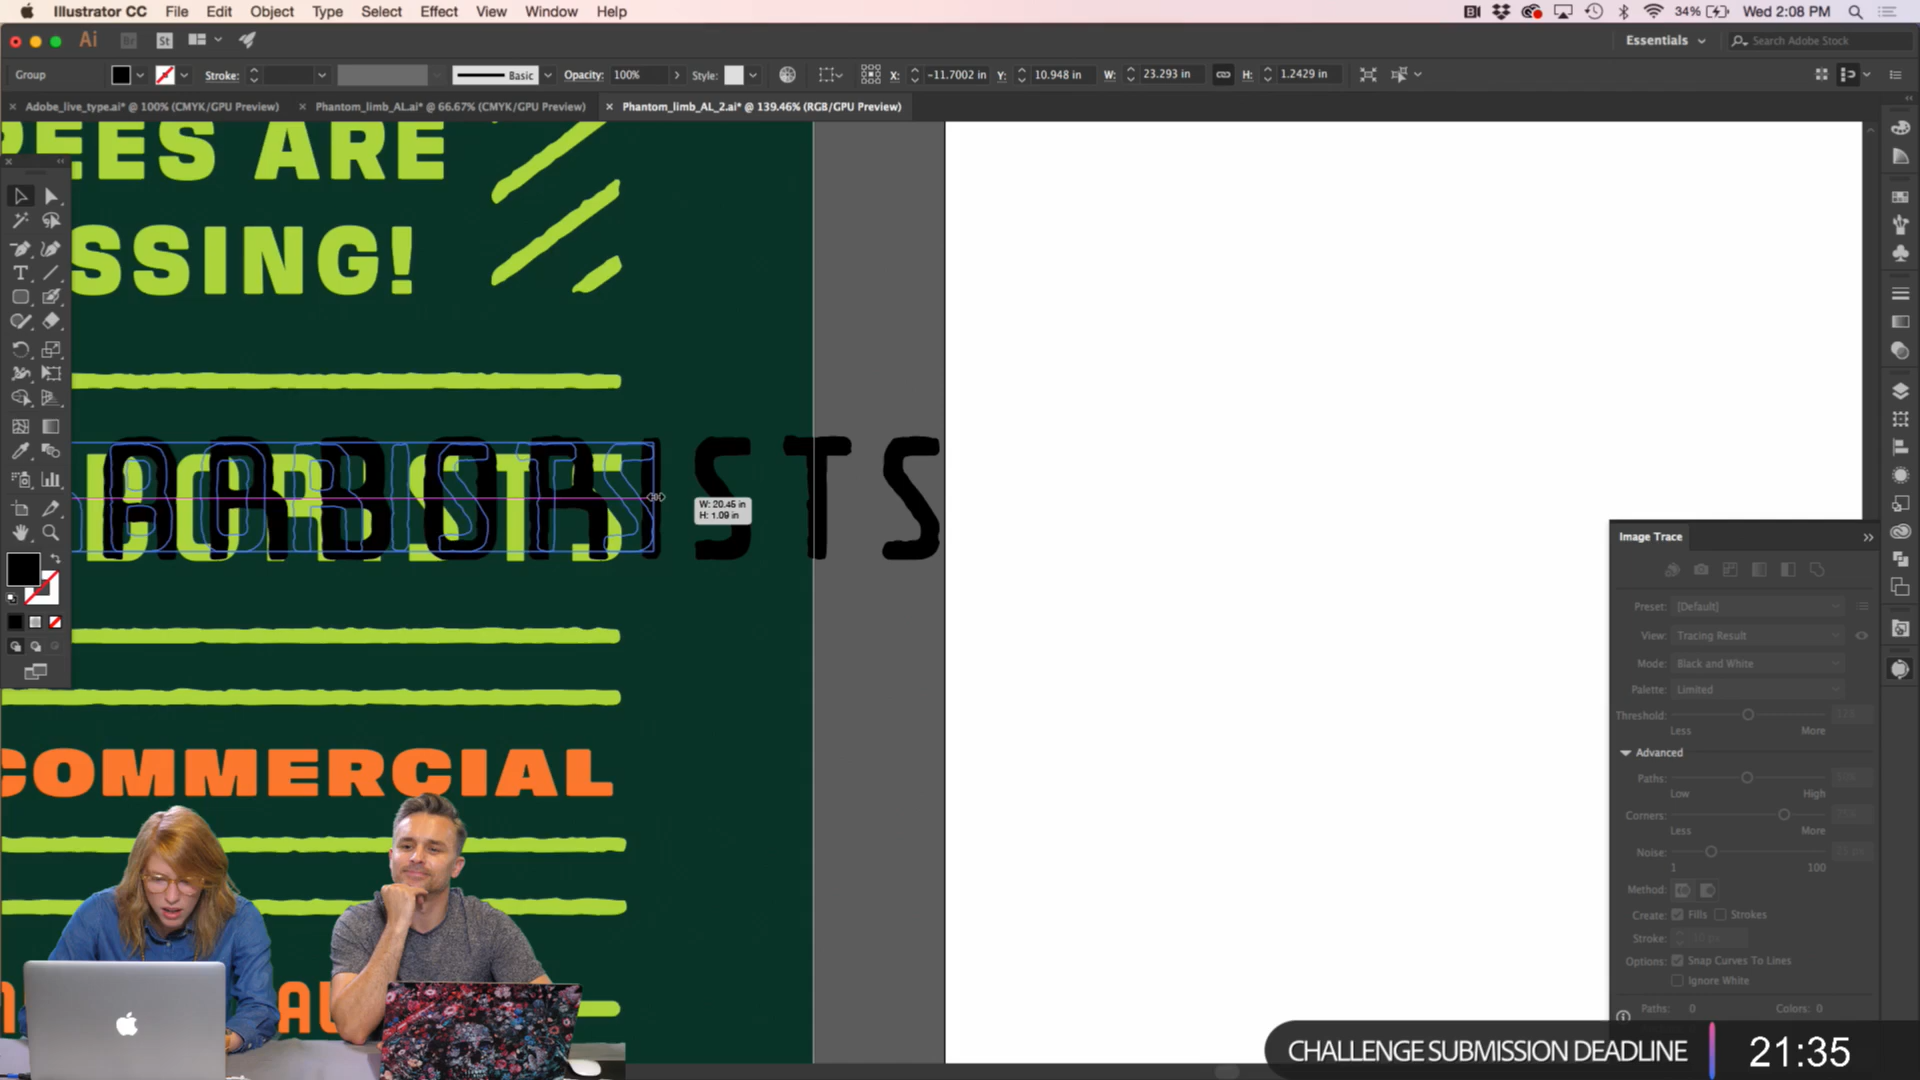 Illustrator CC File Edit Object Type Select Effect View Window Help 34% Wed 2:08 PM
Ai Br St Essentials Search Adobe Stock
Group Stroke: Basic Opacity: 100% Style: X: -11.7002 in Y: 10.948 in W: 23.293 in H: 1.2429 in
Adobe_live_type.ai* @ 100% (CMYK/GPU Preview) Phantom_limb_AL.ai* @ 66.67% (CMYK/GPU Preview) Phantom_limb_AL_2.ai* @ 139.46% (RGB/GPU Preview)
REES ARE
SSING!
ARBORISTS
W: 20.45 in
H: 1.09 in
COMMERCIAL
Image Trace
Preset: [Default]
View: Tracing Result
Mode: Black and White
Palette: Limited
Threshold:
Less More
Advanced
Paths:
Low High
Corners:
Less More
Noise:
1 100
Method:
Create: Fills Strokes
Stroke:
Options: Snap Curves To Lines
Ignore White
Paths: 0 Colors: 0
CHALLENGE SUBMISSION DEADLINE 21:35